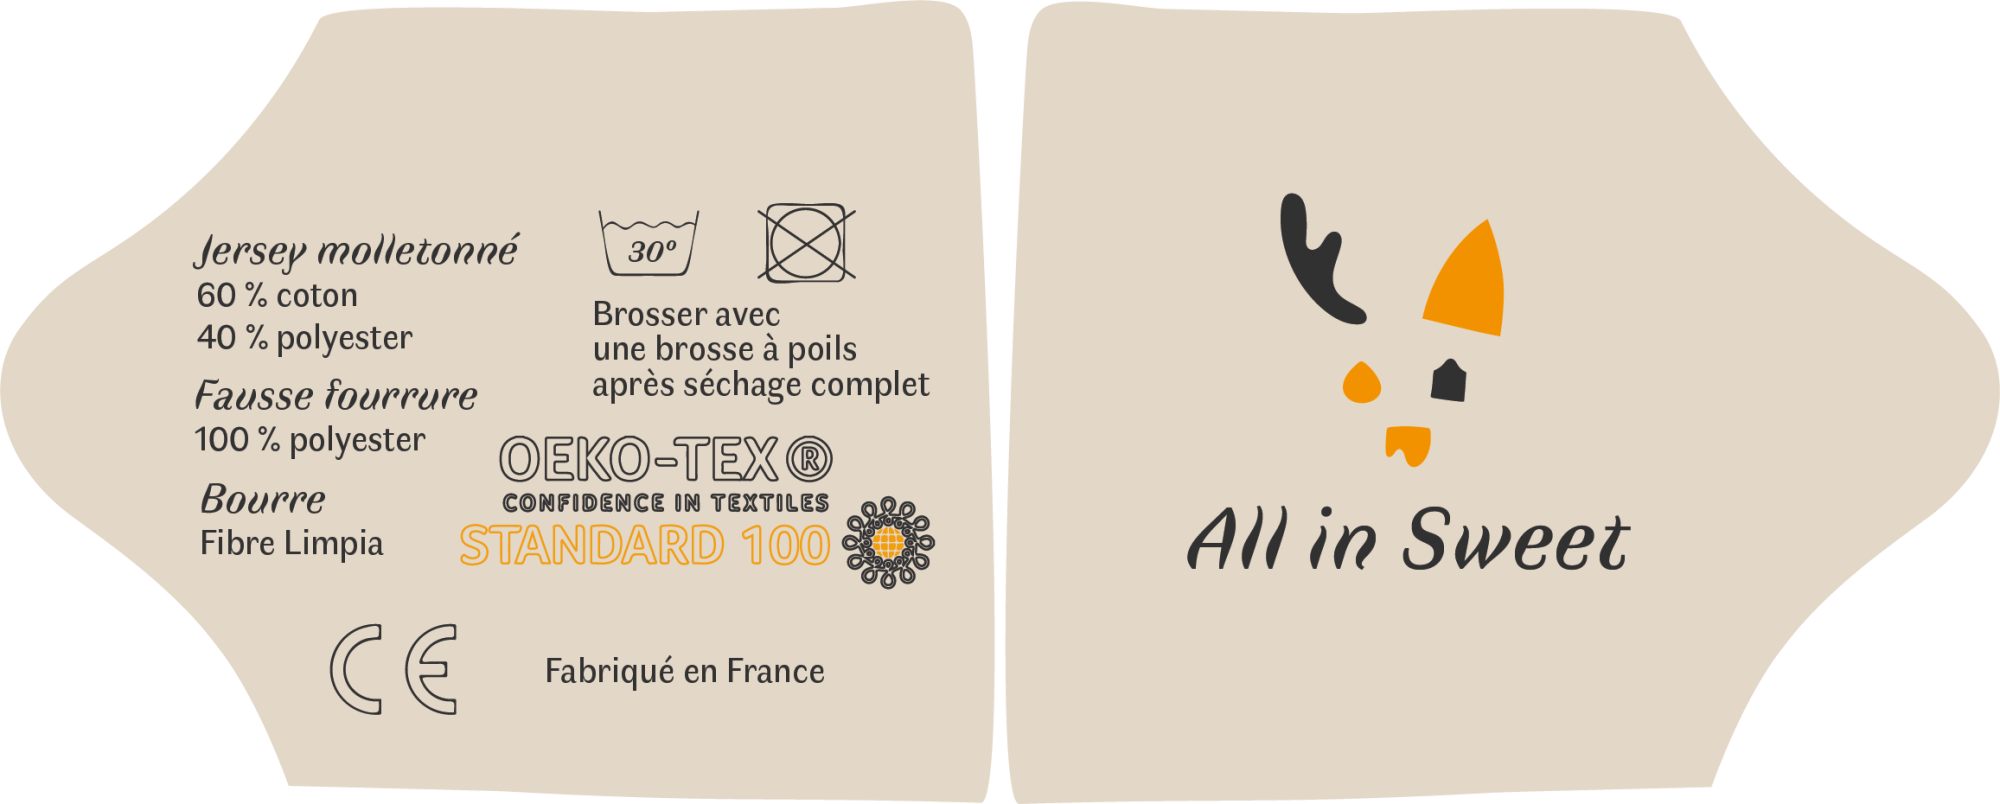 Jersey molletonné
60 % coton
40 % polyester
Fausse fourrure
100 % polyester
Bourre
Fibre Limpia
30°
Brosser avec
une brosse à poils
après séchage complet
OEKO-TEX®
CONFIDENCE IN TEXTILES
STANDARD 100
CE
Fabriqué en France
All in Sweet